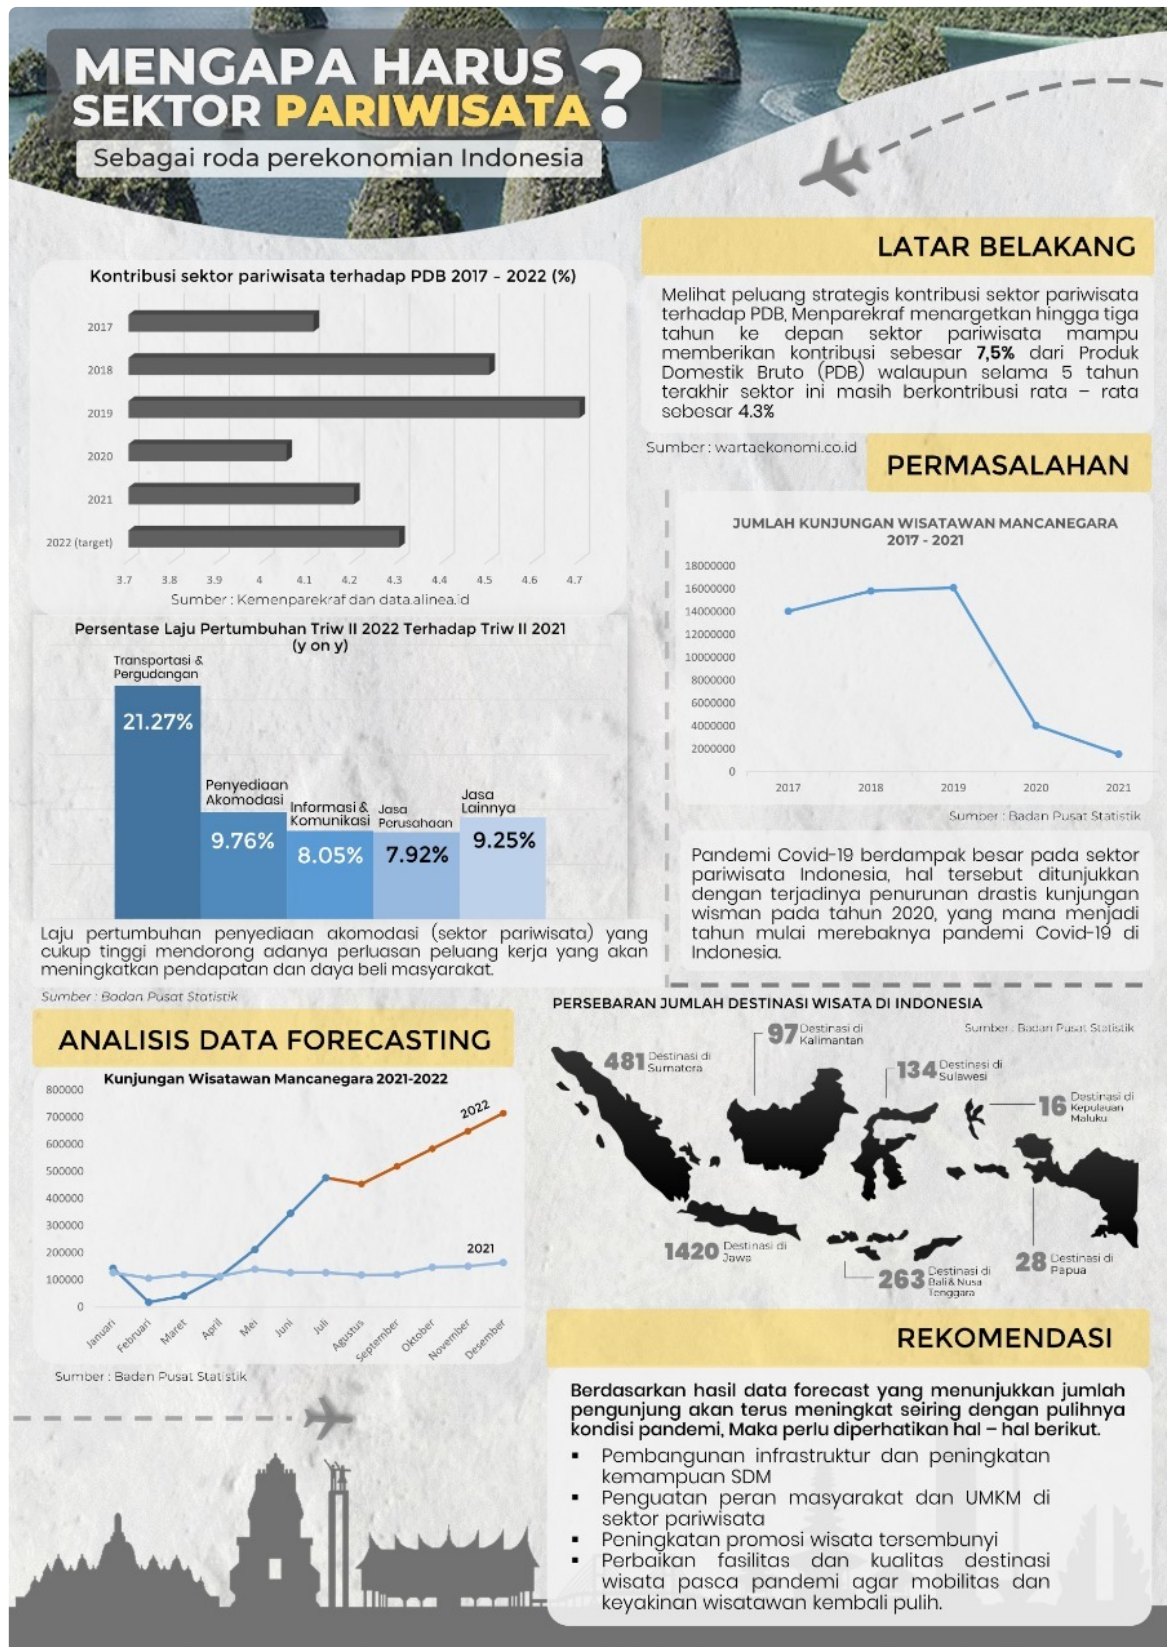 MENGAPA HARUS
SEKTOR PARIWISATA?
Sebagai roda perekonomian Indonesia
LATAR BELAKANG
Melihat peluang strategis kontribusi sektor pariwisata
terhadap PDB, Menparekraf menargetkan hingga tiga
tahun ke depan sektor pariwisata mampu
memberikan kontribusi sebesar 7,5% dari Produk
Domestik Bruto (PDB) walaupun selama 5 tahun
terakhir sektor ini masih berkontribusi rata – rata
sebesar 4.3%
Sumber : wartaekonomi.co.id
Kontribusi sektor pariwisata terhadap PDB 2017 – 2022 (%)
2017
2018
2019
2020
2021
2022 (target)
3.7 3.8 3.9 4 4.1 4.2 4.3 4.4 4.5 4.6 4.7
Sumber : Kemenparekraf dan data.alinea.id
Persentase Laju Pertumbuhan Triw II 2022 Terhadap Triw II 2021
(y on y)
Transportasi &
Pergudangan
21.27%
Penyediaan
Akomodasi
9.76%
Informasi &
Komunikasi
8.05%
Jasa
Perusahaan
7.92%
Jasa
Lainnya
9.25%
Laju pertumbuhan penyediaan akomodasi (sektor pariwisata) yang
cukup tinggi mendorong adanya perluasan peluang kerja yang akan
meningkatkan pendapatan dan daya beli masyarakat.
Sumber : Badan Pusat Statistik
PERMASALAHAN
JUMLAH KUNJUNGAN WISATAWAN MANCANEGARA
2017 - 2021
18000000
16000000
14000000
12000000
10000000
8000000
6000000
4000000
2000000
0
2017 2018 2019 2020 2021
Sumber : Badan Pusat Statistik
Pandemi Covid-19 berdampak besar pada sektor
pariwisata Indonesia, hal tersebut ditunjukkan
dengan terjadinya penurunan drastis kunjungan
wisman pada tahun 2020, yang mana menjadi
tahun mulai merebaknya pandemi Covid-19 di
Indonesia.
ANALISIS DATA FORECASTING
Kunjungan Wisatawan Mancanegara 2021-2022
800000
700000
600000
500000
400000
300000
200000
100000
0
2022
2021
Januari Februari Maret April Mei Juni Juli Agustus September Oktober November Desember
Sumber : Badan Pusat Statistik
PERSEBARAN JUMLAH DESTINASI WISATA DI INDONESIA
Sumber : Badan Pusat Statistik
97 Destinasi di
Kalimantan
481 Destinasi di
Sumatera
134 Destinasi di
Sulawesi
16 Destinasi di
Kepulauan
Maluku
1420 Destinasi di
Jawa
263 Destinasi di
Bali & Nusa
Tenggara
28 Destinasi di
Papua
REKOMENDASI
Berdasarkan hasil data forecast yang menunjukkan jumlah
pengunjung akan terus meningkat seiring dengan pulihnya
kondisi pandemi, Maka perlu diperhatikan hal – hal berikut.
▪ Pembangunan infrastruktur dan peningkatan
kemampuan SDM
▪ Penguatan peran masyarakat dan UMKM di
sektor pariwisata
▪ Peningkatan promosi wisata tersembunyi
▪ Perbaikan fasilitas dan kualitas destinasi
wisata pasca pandemi agar mobilitas dan
keyakinan wisatawan kembali pulih.